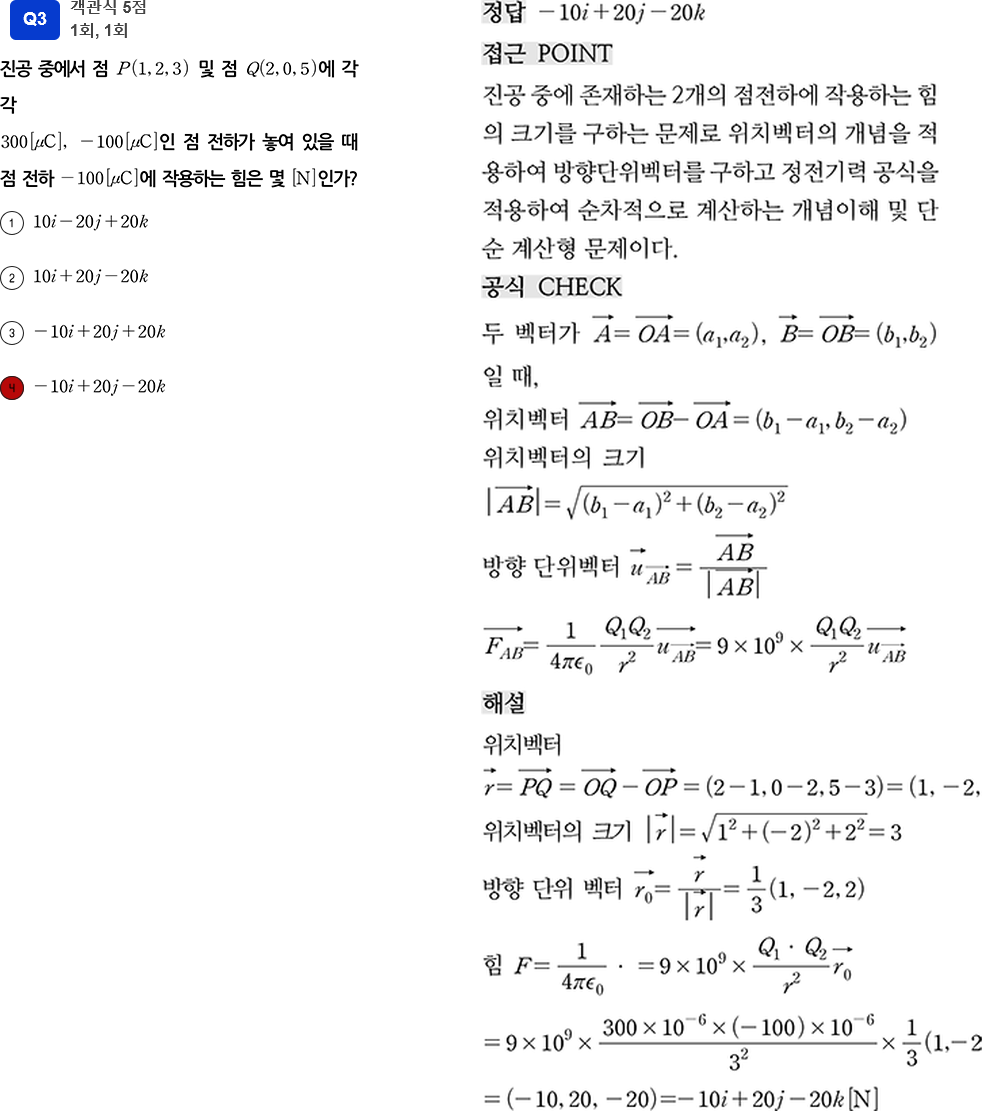 Q3
객관식 5점
1회, 1회
진공 중에서 점 P(1, 2, 3) 및 점 Q(2, 0, 5)에 각
각
300[μC], −100[μC]인 점 전하가 놓여 있을 때
점 전하 −100[μC]에 작용하는 힘은 몇 [N]인가?
① 10i−20j+20k
② 10i+20j−20k
③ −10i+20j+20k
④ −10i+20j−20k
정답 −10i+20j−20k
접근 POINT
진공 중에 존재하는 2개의 점전하에 작용하는 힘
의 크기를 구하는 문제로 위치벡터의 개념을 적
용하여 방향단위벡터를 구하고 정전기력 공식을
적용하여 순차적으로 계산하는 개념이해 및 단
순 계산형 문제이다.
공식 CHECK
두 벡터가 $\overrightarrow{A}=\overrightarrow{OA}=(a_1,a_2)$, $\overrightarrow{B}=\overrightarrow{OB}=(b_1,b_2)$
일 때,
위치벡터 $\overrightarrow{AB}=\overrightarrow{OB}-\overrightarrow{OA}=(b_1-a_1, b_2-a_2)$
위치벡터의 크기
$|\overrightarrow{AB}|=\sqrt{(b_1-a_1)^2+(b_2-a_2)^2}$
방향 단위벡터 $\overrightarrow{u}_{\overrightarrow{AB}}=\frac{\overrightarrow{AB}}{|\overrightarrow{AB}|}$
$\overrightarrow{F_{AB}}=\frac{1}{4\pi\epsilon_0}\frac{Q_1Q_2}{r^2}\overrightarrow{u_{\overrightarrow{AB}}}=9\times10^9\times\frac{Q_1Q_2}{r^2}\overrightarrow{u_{\overrightarrow{AB}}}$
해설
위치벡터
$\overrightarrow{r}=\overrightarrow{PQ}=\overrightarrow{OQ}-\overrightarrow{OP}=(2-1, 0-2, 5-3)=(1, -2,$
위치벡터의 크기 $|\overrightarrow{r}|=\sqrt{1^2+(-2)^2+2^2}=3$
방향 단위 벡터 $\overrightarrow{r_0}=\frac{\overrightarrow{r}}{|\overrightarrow{r}|}=\frac{1}{3}(1, -2, 2)$
힘 $F=\frac{1}{4\pi\epsilon_0}\cdot=9\times10^9\times\frac{Q_1\cdot Q_2}{r^2}\overrightarrow{r_0}$
$=9\times10^9\times\frac{300\times10^{-6}\times(-100)\times10^{-6}}{3^2}\times\frac{1}{3}(1,-2$
$=(-10, 20, -20)=-10i+20j-20k[N]$